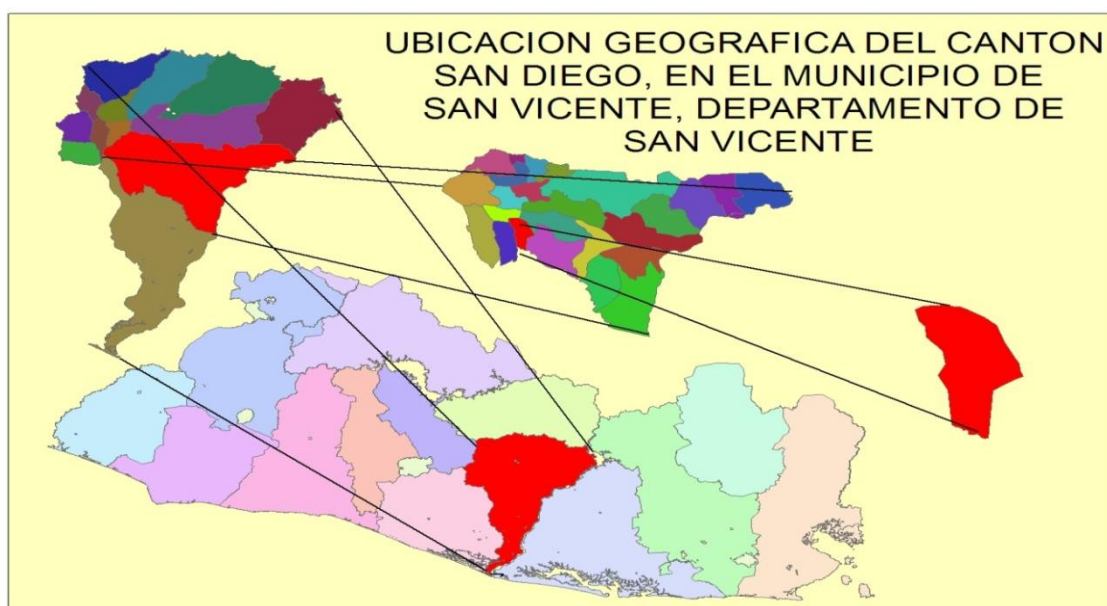 UBICACION GEOGRAFICA DEL CANTON
SAN DIEGO, EN EL MUNICIPIO DE
SAN VICENTE, DEPARTAMENTO DE
SAN VICENTE